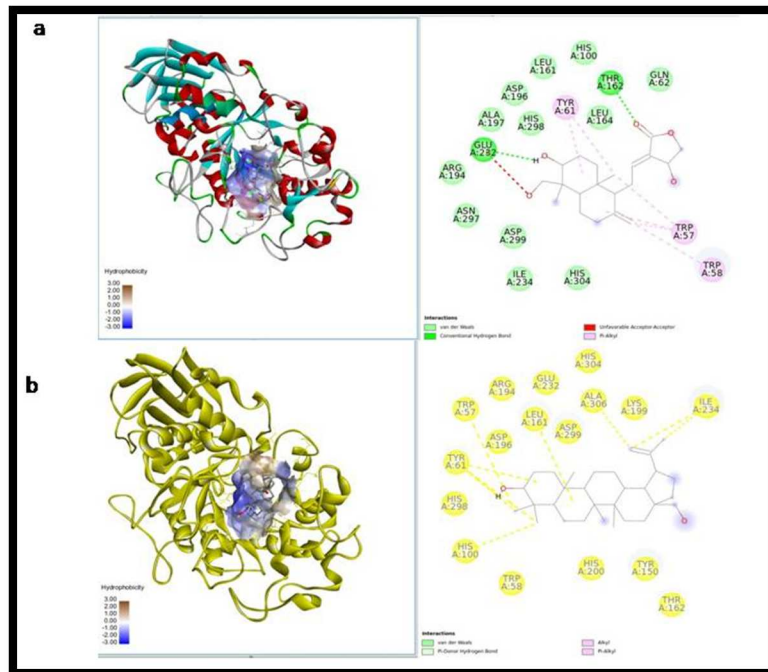 a
HIS
A:100
LEU
A:161
THR
A:162
GLN
A:62
ASP
A:196
TYR
A:61
LEU
A:164
ALA
A:197
HIS
A:298
GLU
A:232
H
O
O
O
O
O
ARG
A:194
ASN
A:297
ASP
A:299
TRP
A:57
TRP
A:58
ILE
A:234
HIS
A:304
Hydrophobicity
3.00
2.00
1.00
0.00
-1.00
-2.00
-3.00
Interactions
van der Waals
Conventional Hydrogen Bond
Unfavorable Acceptor-Acceptor
Pi-Alkyl
b
HIS
A:304
ARG
A:194
GLU
A:232
TRP
A:57
LEU
A:161
ALA
A:306
LYS
A:199
ILE
A:234
ASP
A:196
ASP
A:299
TYR
A:61
O
H
HIS
A:298
O
HIS
A:100
TRP
A:58
HIS
A:200
TYR
A:150
THR
A:162
Hydrophobicity
3.00
2.00
1.00
0.00
-1.00
-2.00
-3.00
Interactions
van der Waals
Pi-Donor Hydrogen Bond
Alkyl
Pi-Alkyl